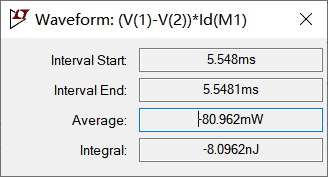 Waveform: (V(1)-V(2))*Id(M1)
Interval Start: 5.548ms
Interval End: 5.5481ms
Average: -80.962mW
Integral: -8.0962nJ